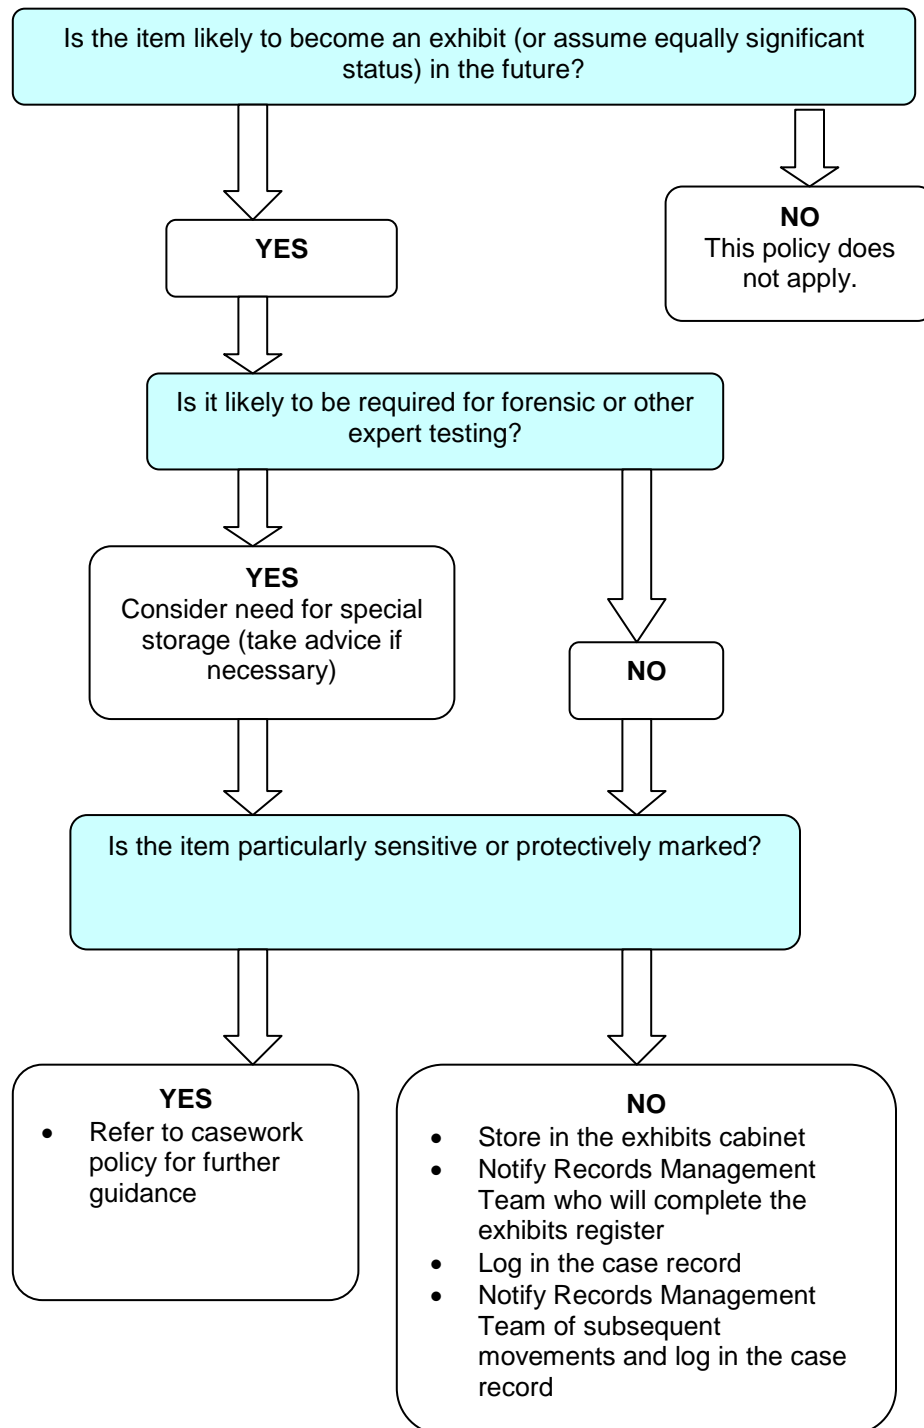 Is the item likely to become an exhibit (or assume equally significant
status) in the future?
YES
NO
This policy does
not apply.
Is it likely to be required for forensic or other
expert testing?
YES
Consider need for special
storage (take advice if
necessary)
NO
Is the item particularly sensitive or protectively marked?
YES
• Refer to casework
policy for further
guidance
NO
• Store in the exhibits cabinet
• Notify Records Management
Team who will complete the
exhibits register
• Log in the case record
• Notify Records Management
Team of subsequent
movements and log in the case
record